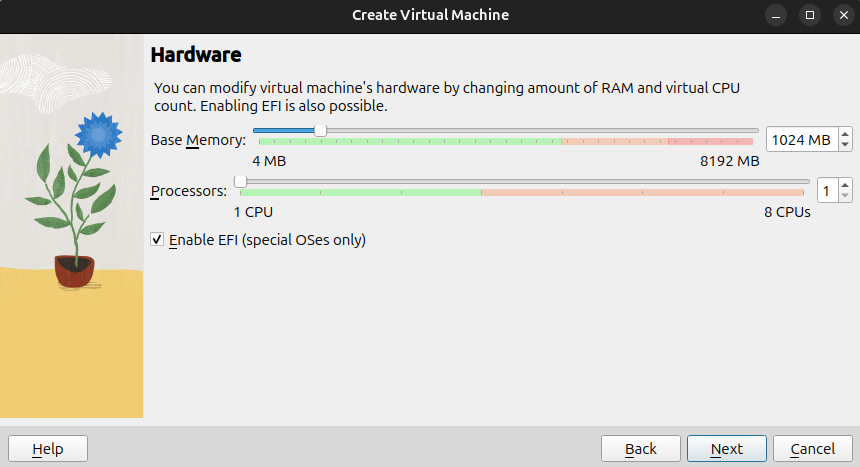 Create Virtual Machine
Hardware
You can modify virtual machine's hardware by changing amount of RAM and virtual CPU
count. Enabling EFI is also possible.
Base Memory:
1024 MB
4 MB
8192 MB
Processors:
1
1 CPU
8 CPUs
Enable EFI (special OSes only)
Help
Back
Next
Cancel